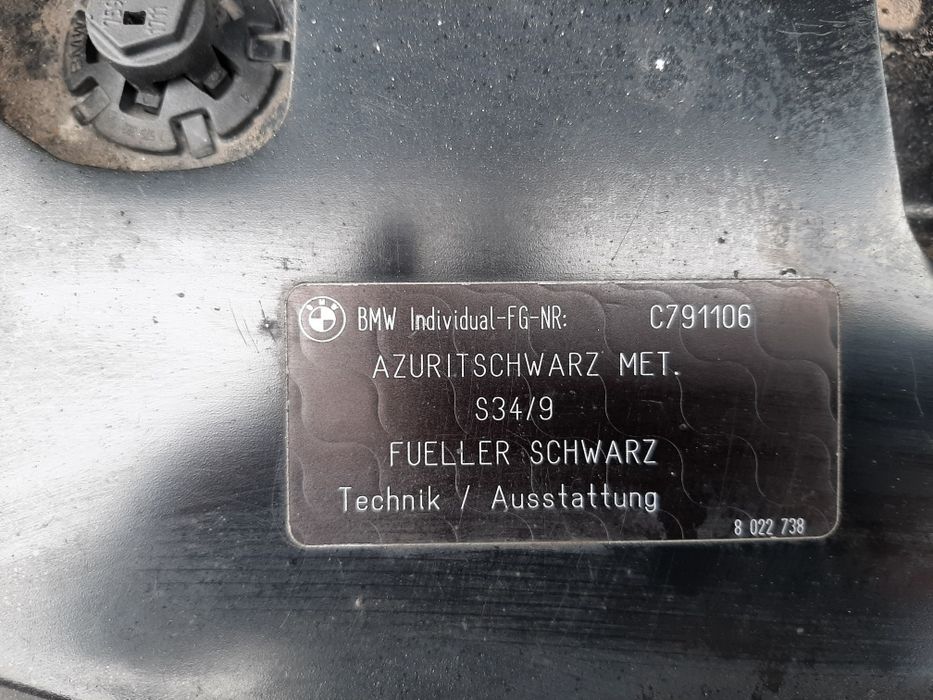 BMW Individual-FG-NR: C791106
AZURITSCHWARZ MET.
S34/9
FUELLER SCHWARZ
Technik / Ausstattung
8 022 738